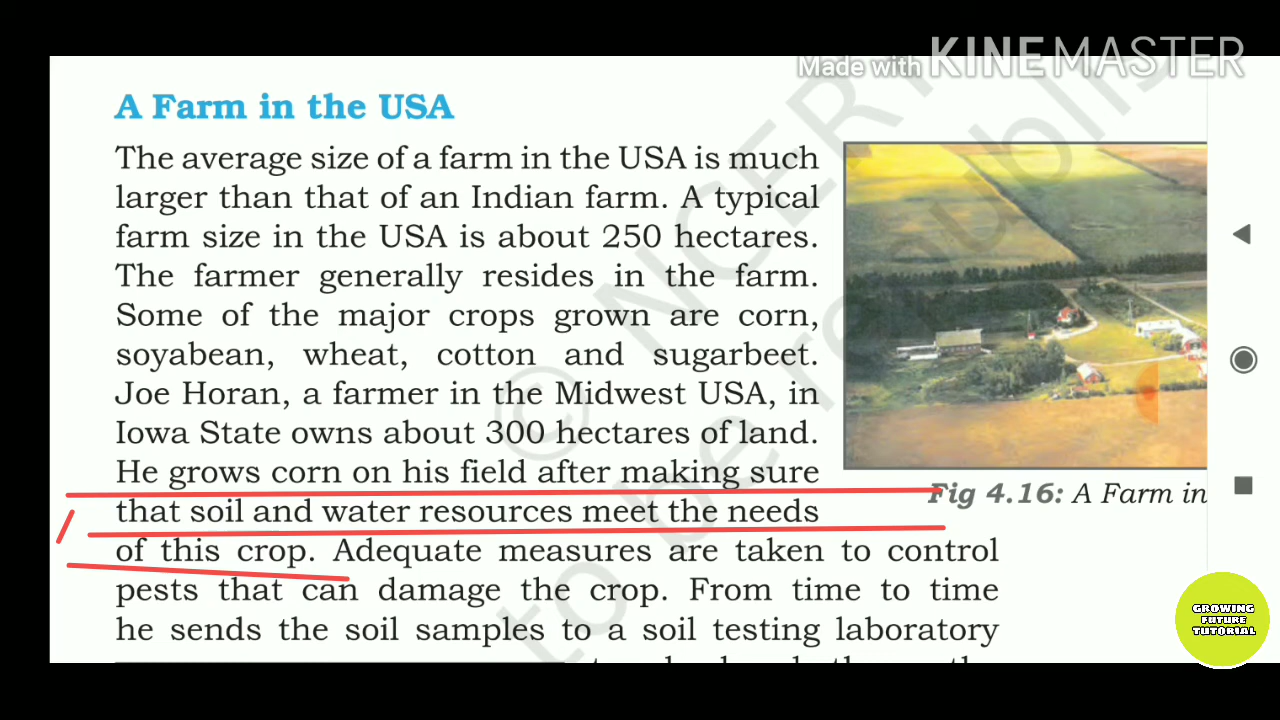 Made with KINEMASTER
A Farm in the USA
The average size of a farm in the USA is much
larger than that of an Indian farm. A typical
farm size in the USA is about 250 hectares.
The farmer generally resides in the farm.
Some of the major crops grown are corn,
soyabean, wheat, cotton and sugarbeet.
Joe Horan, a farmer in the Midwest USA, in
Iowa State owns about 300 hectares of land.
He grows corn on his field after making sure
that soil and water resources meet the needs
of this crop. Adequate measures are taken to control
pests that can damage the crop. From time to time
he sends the soil samples to a soil testing laboratory
Fig 4.16: A Farm in
© NCERT
to be republis
GROWING
FUTURE
TUTORIAL